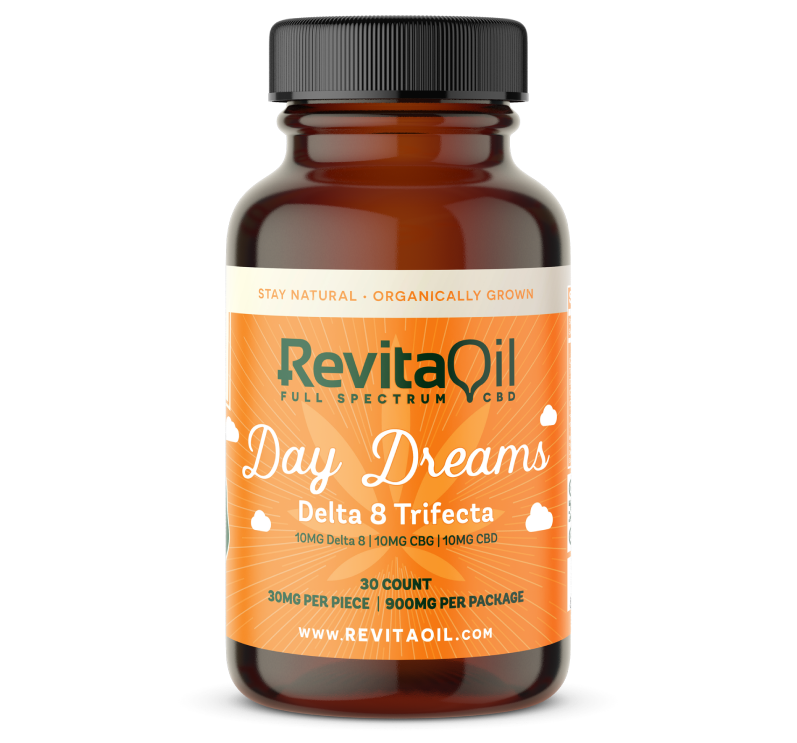 STAY NATURAL · ORGANICALLY GROWN
RevitaOil
FULL SPECTRUM CBD
Day Dreams
Delta 8 Trifecta
10MG Delta 8 | 10MG CBG | 10MG CBD
30 COUNT
30MG PER PIECE | 900MG PER PACKAGE
WWW.REVITAOIL.COM